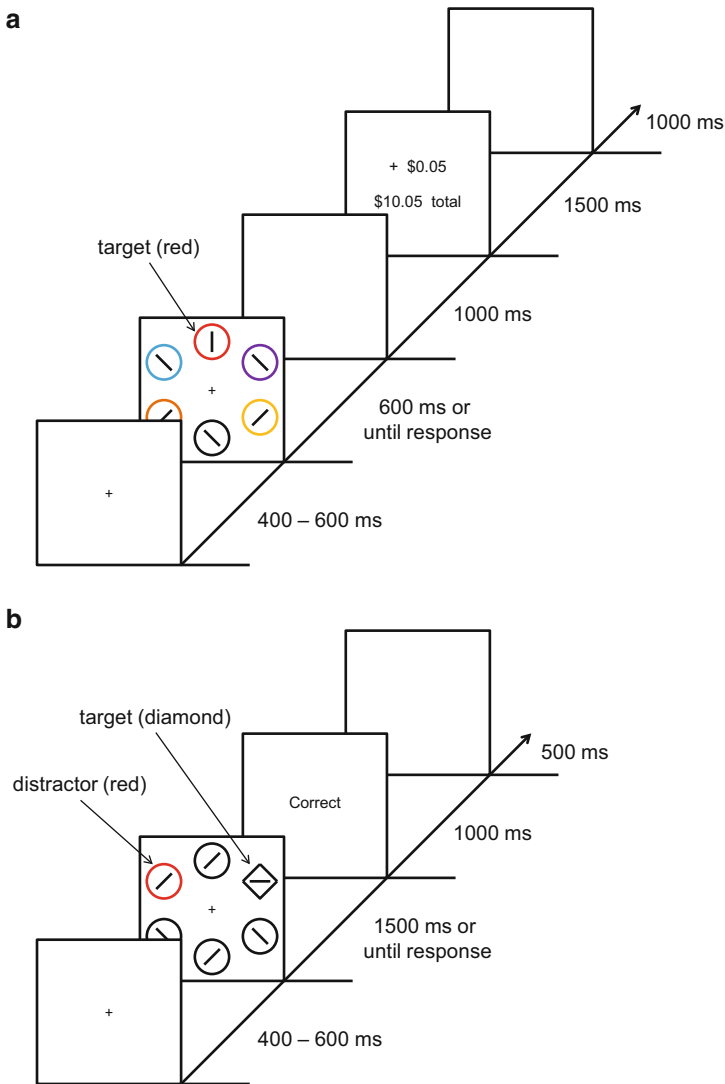 a
1000 ms
+ $0.05
$10.05 total
1500 ms
target (red)
1000 ms
+
600 ms or
until response
+
400 – 600 ms
b
target (diamond)
500 ms
distractor (red)
Correct
1000 ms
+
1500 ms or
until response
+
400 – 600 ms